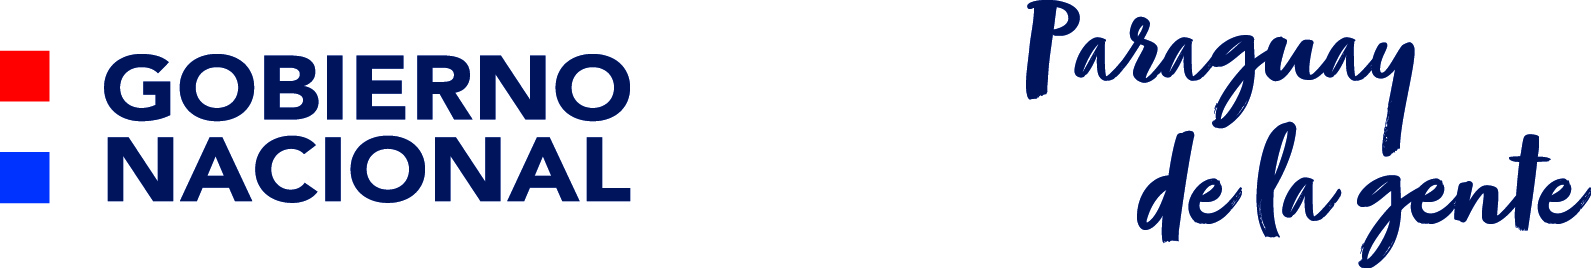 GOBIERNO
NACIONAL
Paraguay
de la gente